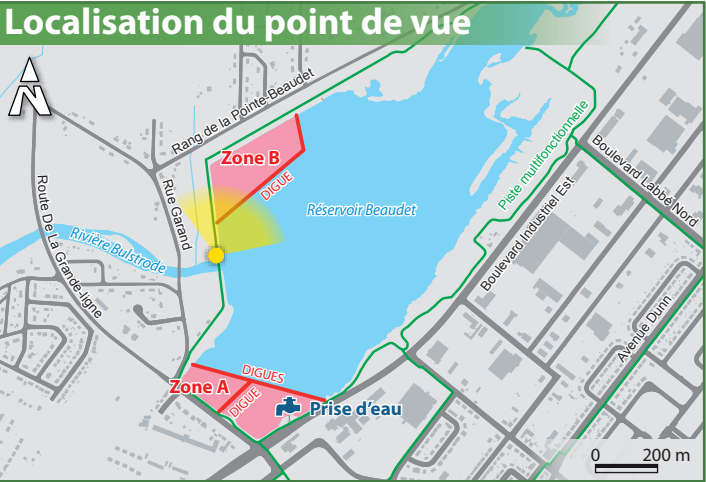 Localisation du point de vue
N
Rang de la Pointe-Beaudet
Zone B
DIGUE
Réservoir Beaudet
Piste multifonctionnelle
Boulevard Labbé Nord
Boulevard Industriel Est
Rue Garand
Route De La Grande-ligne
Rivière Bulstrode
Avenue Dunn
DIGUES
Zone A
DIGUE
Prise d'eau
0 200 m